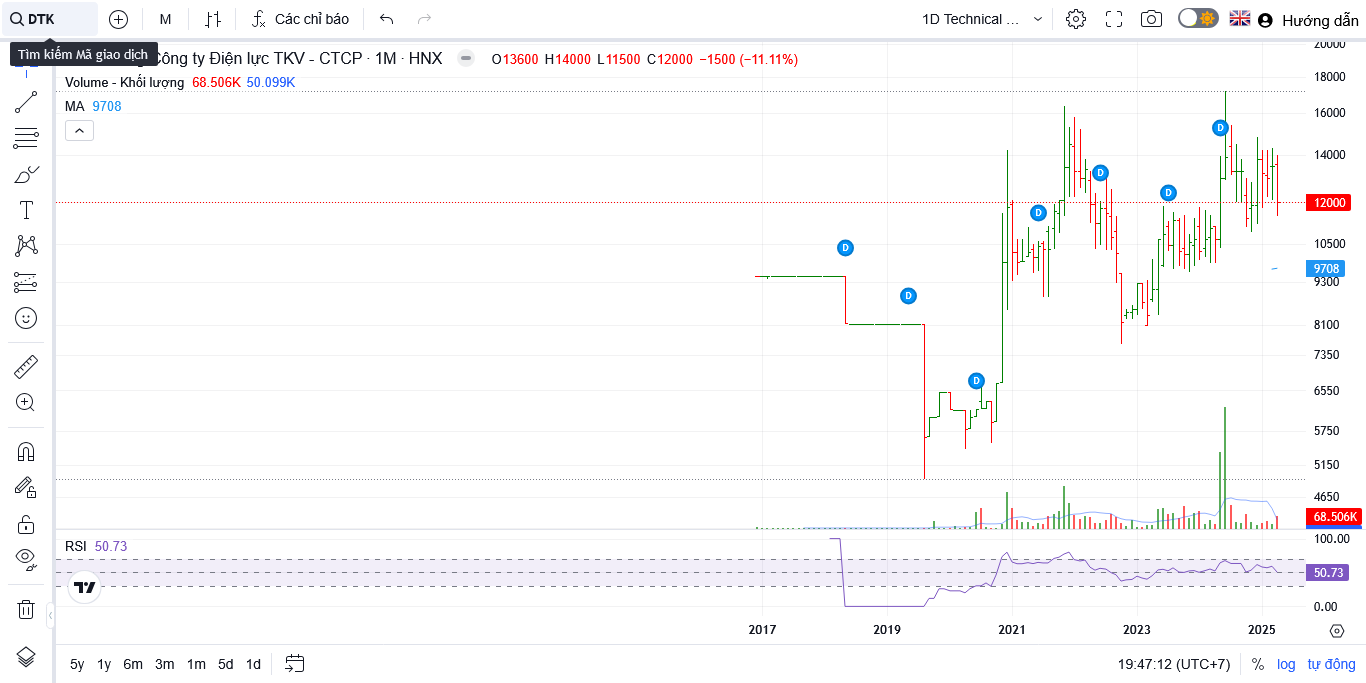 DTK
M
Các chỉ báo
1D Technical ...
Hướng dẫn
Tìm kiếm Mã giao dịch
Công ty Điện lực TKV - CTCP · 1M · HNX
O13600 H14000 L11500 C12000 −1500 (−11.11%)
Volume - Khối lượng 68.506K 50.099K
MA 9708
D
D
D
D
D
D
D
20000
18000
16000
14000
12000
10500
9708
9300
8100
7350
6550
5750
5150
4650
68.506K
RSI 50.73
100.00
50.73
0.00
2017 2019 2021 2023 2025
5y 1y 6m 3m 1m 5d 1d
19:47:12 (UTC+7)
% log tự động